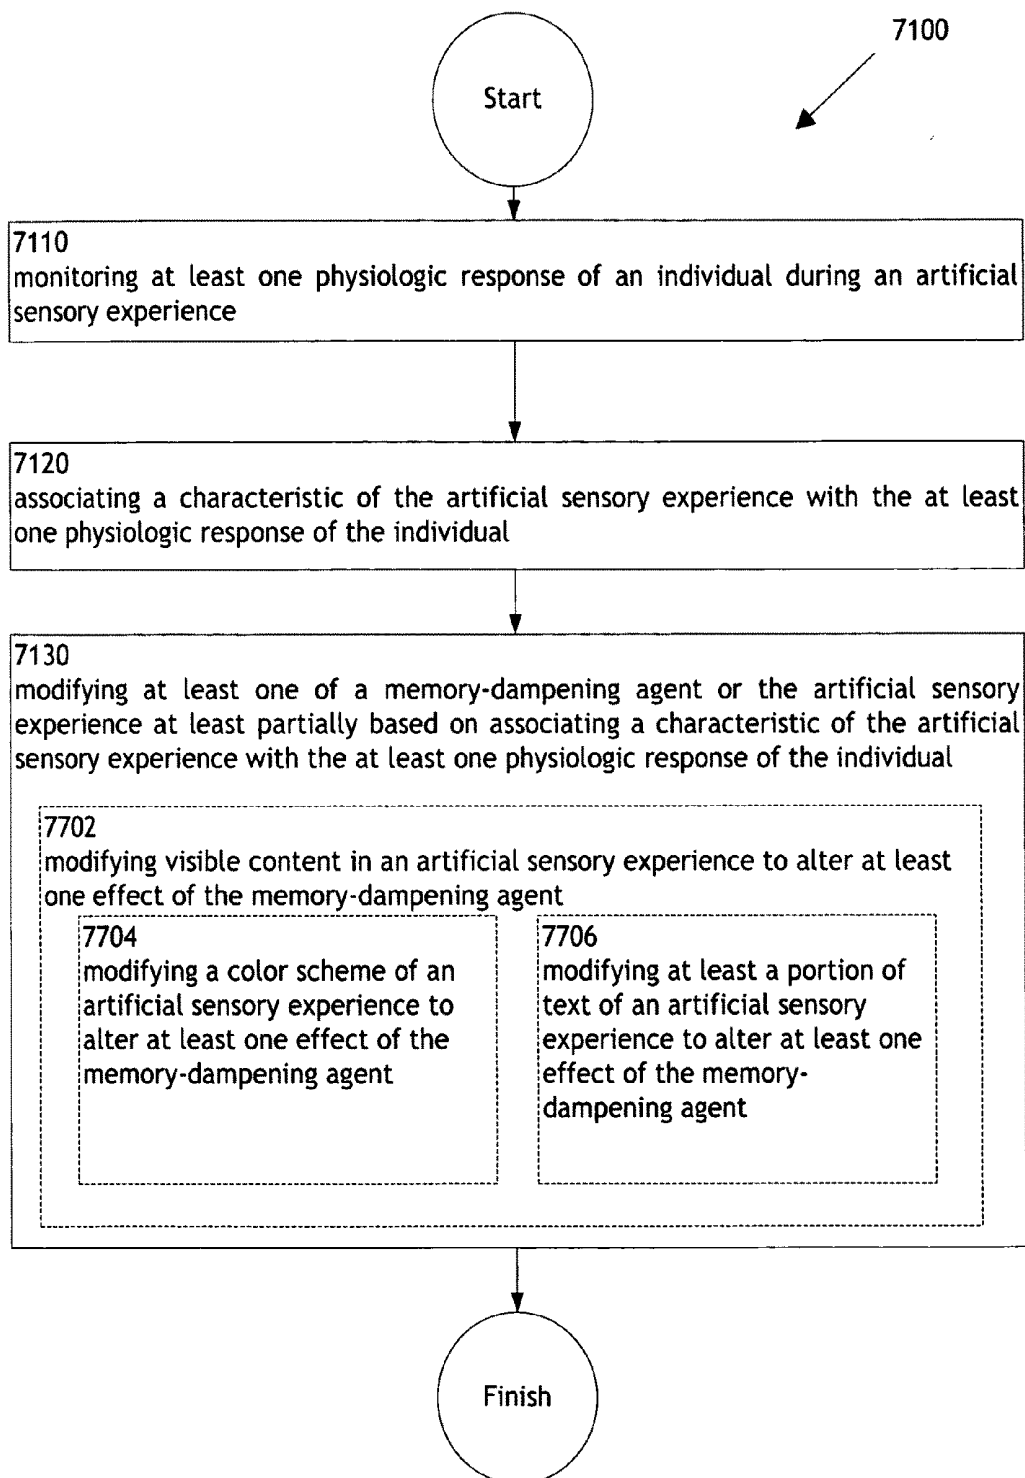 7100
Start
7110
monitoring at least one physiologic response of an individual during an artificial
sensory experience
7120
associating a characteristic of the artificial sensory experience with the at least
one physiologic response of the individual
7130
modifying at least one of a memory-dampening agent or the artificial sensory
experience at least partially based on associating a characteristic of the artificial
sensory experience with the at least one physiologic response of the individual
7702
modifying visible content in an artificial sensory experience to alter at least
one effect of the memory-dampening agent
7704
modifying a color scheme of an
artificial sensory experience to
alter at least one effect of the
memory-dampening agent
7706
modifying at least a portion of
text of an artificial sensory
experience to alter at least one
effect of the memory-
dampening agent
Finish